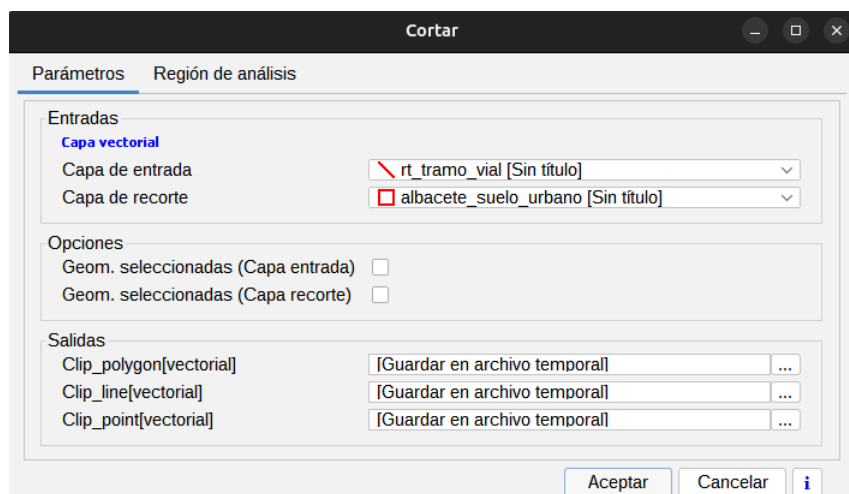 Cortar
Parámetros Región de análisis
Entradas
Capa vectorial
Capa de entrada rt_tramo_vial [Sin título]
Capa de recorte albacete_suelo_urbano [Sin título]
Opciones
Geom. seleccionadas (Capa entrada)
Geom. seleccionadas (Capa recorte)
Salidas
Clip_polygon[vectorial] [Guardar en archivo temporal] ...
Clip_line[vectorial] [Guardar en archivo temporal] ...
Clip_point[vectorial] [Guardar en archivo temporal] ...
Aceptar Cancelar i